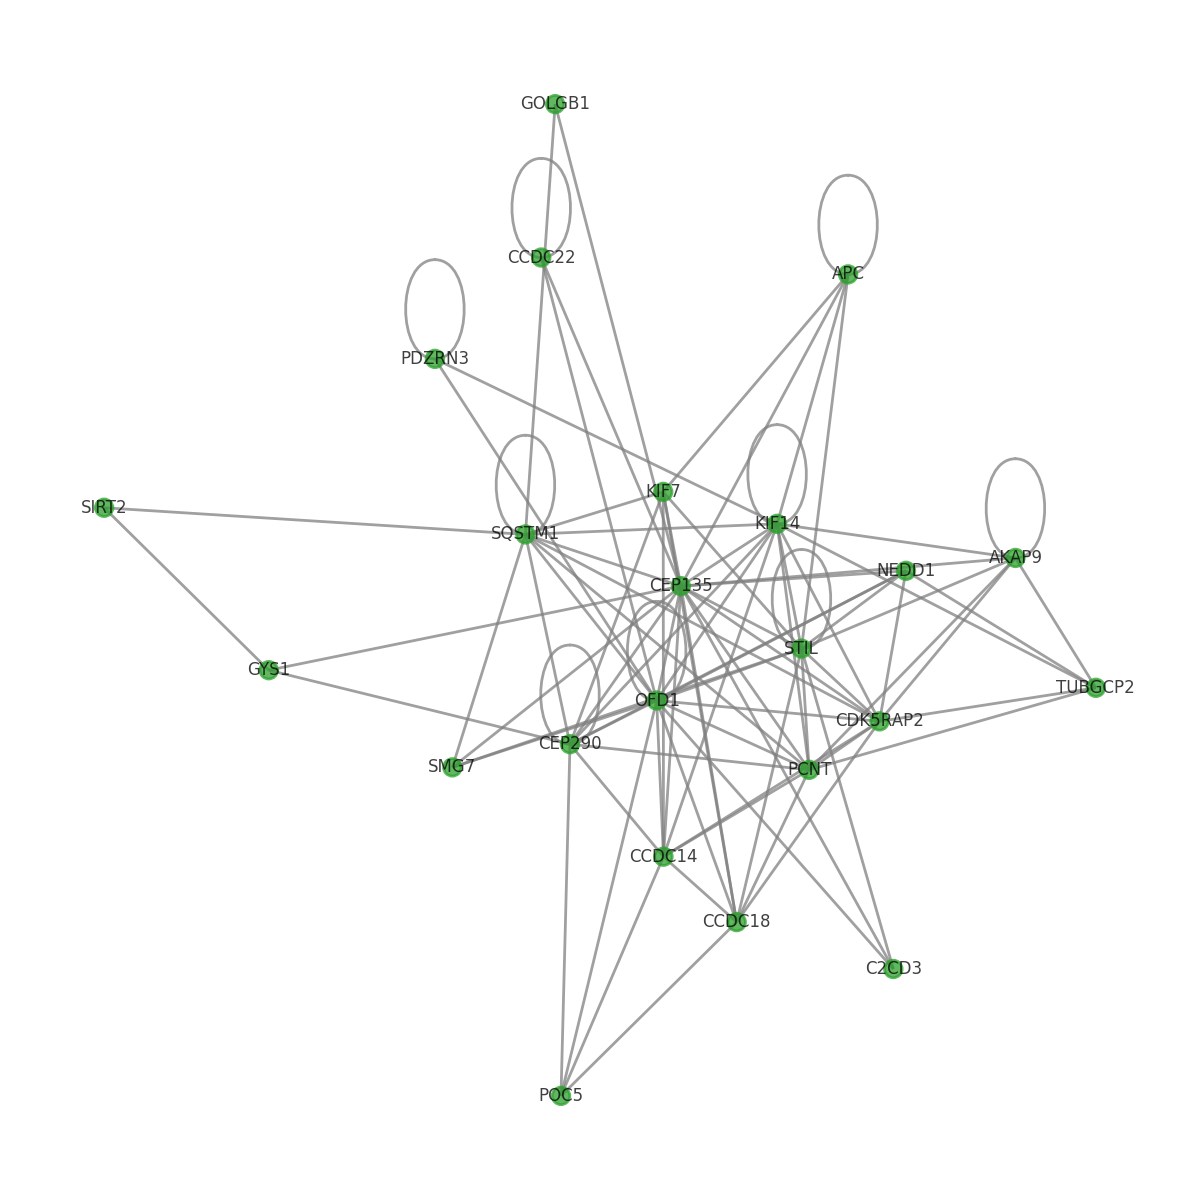 GOLGB1
CCDC22
APC
PDZRN3
KIF7
SIRT2
KIF14
SQSTM1
AKAP9
NEDD1
CEP135
STIL
GYS1
TUBGCP2
OFD1
CDK5RAP2
CEP290
SMG7
PCNT
CCDC14
CCDC18
C2CD3
POC5